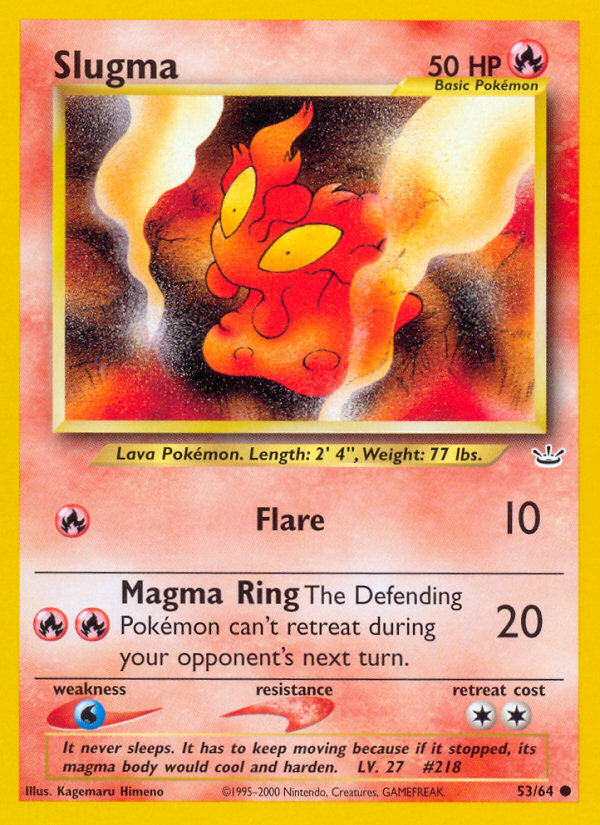 Slugma
50 HP
Basic Pokémon
Lava Pokémon. Length: 2' 4", Weight: 77 lbs.
Flare 10
Magma Ring The Defending
Pokémon can't retreat during
your opponent's next turn.
20
weakness resistance retreat cost
It never sleeps. It has to keep moving because if it stopped, its
magma body would cool and harden. LV. 27 #218
Illus. Kagemaru Himeno ©1995–2000 Nintendo, Creatures, GAMEFREAK. 53/64